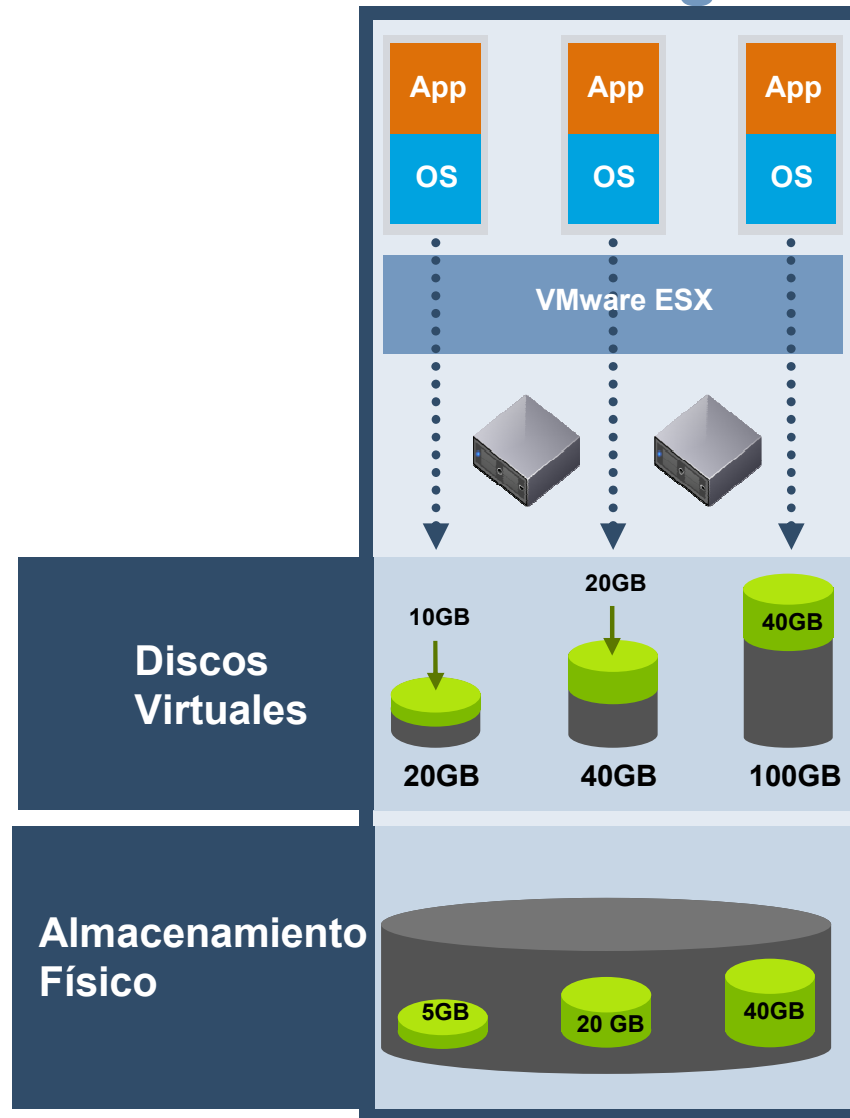 App App App
OS OS OS
VMware ESX
20GB
10GB
40GB
Discos
Virtuales
20GB 40GB 100GB
Almacenamiento
Físico
5GB
20 GB
40GB